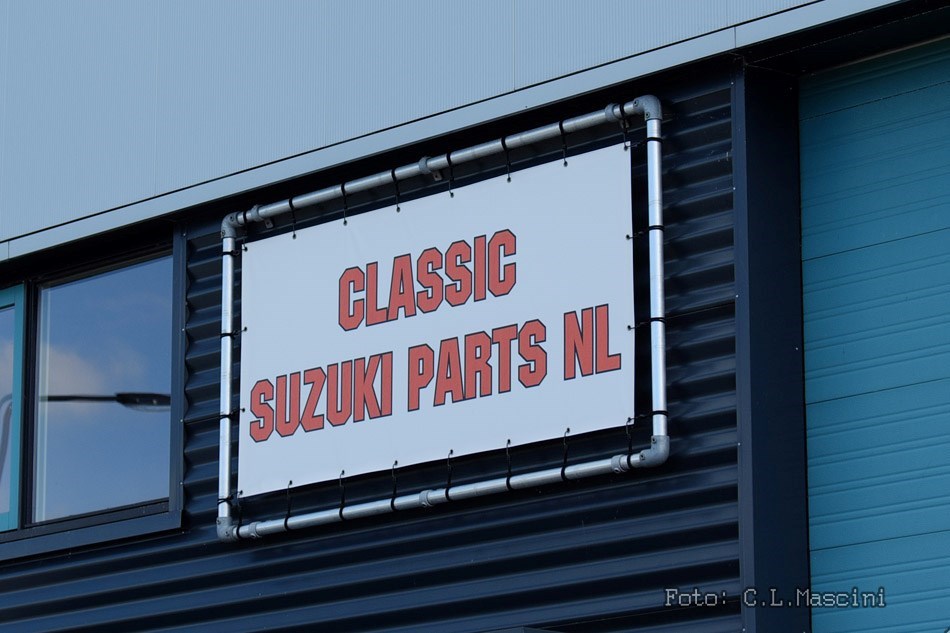 CLASSIC
SUZUKI PARTS NL
Foto: C.L.Mascini